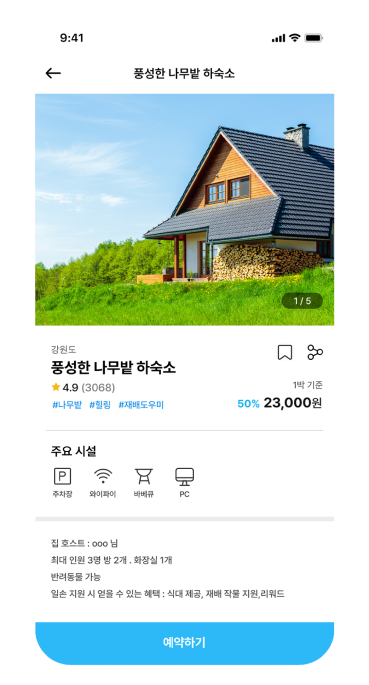 9:41
풍성한 나무밭 하숙소
1 / 5
강원도
풍성한 나무밭 하숙소
4.9 (3068)
1박 기준
#나무밭 #힐링 #재배도우미
50% 23,000원
주요 시설
P
주차장 와이파이 바베큐 PC
집 호스트 : ooo 님
최대 인원 3명 방 2개 . 화장실 1개
반려동물 가능
일손 지원 시 얻을 수 있는 혜택 : 식대 제공, 재배 작물 지원,리워드
예약하기